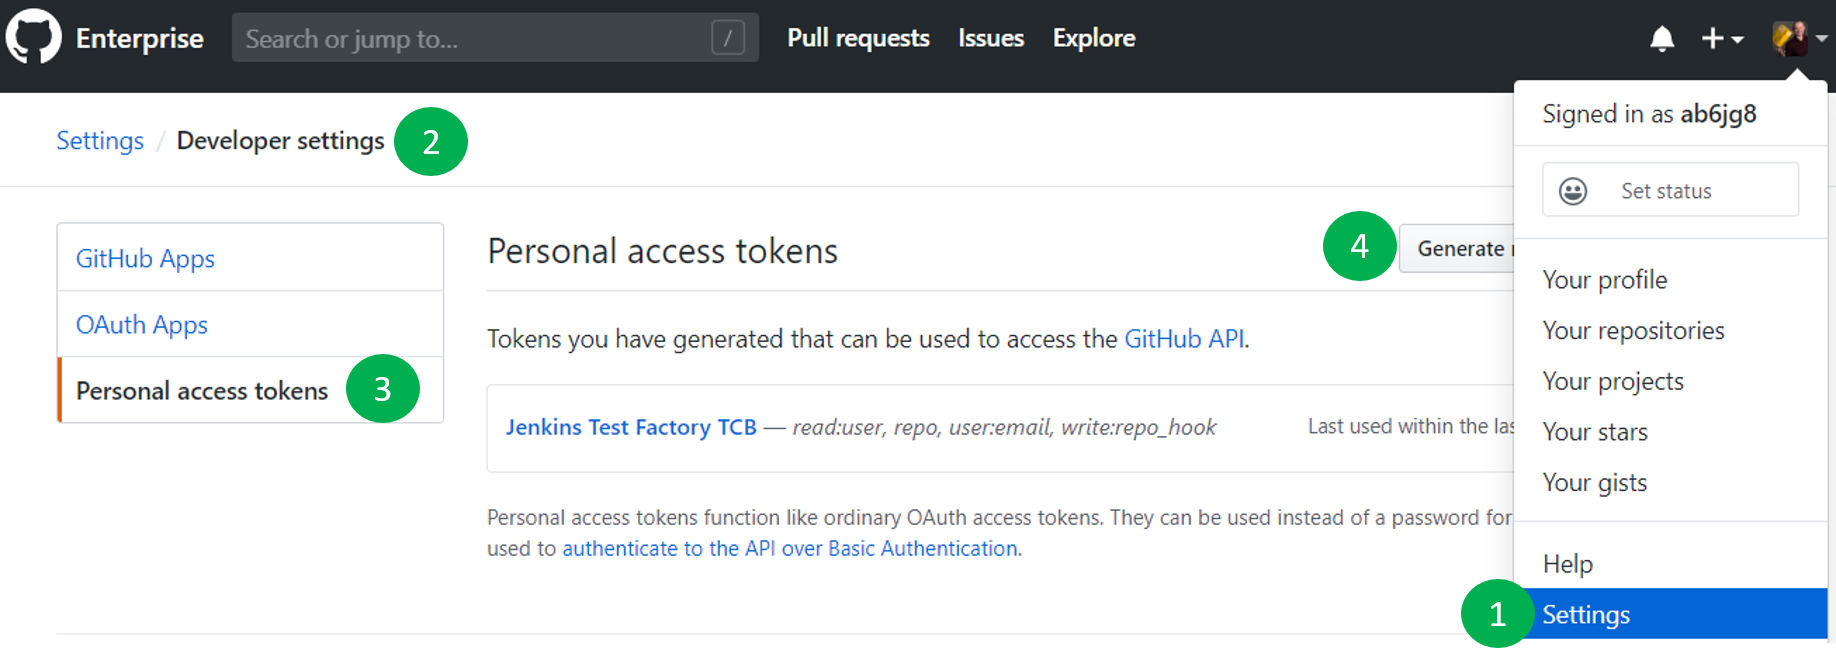 Enterprise
Search or jump to...
/
Pull requests
Issues
Explore
Settings / Developer settings
2
GitHub Apps
OAuth Apps
Personal access tokens
3
Personal access tokens
4
Generate
Tokens you have generated that can be used to access the GitHub API.
Jenkins Test Factory TCB — read:user, repo, user:email, write:repo_hook
Last used within the
Personal access tokens function like ordinary OAuth access tokens. They can be used instead of a password for
used to authenticate to the API over Basic Authentication.
Signed in as ab6jg8
Set status
Your profile
Your repositories
Your projects
Your stars
Your gists
Help
1
Settings